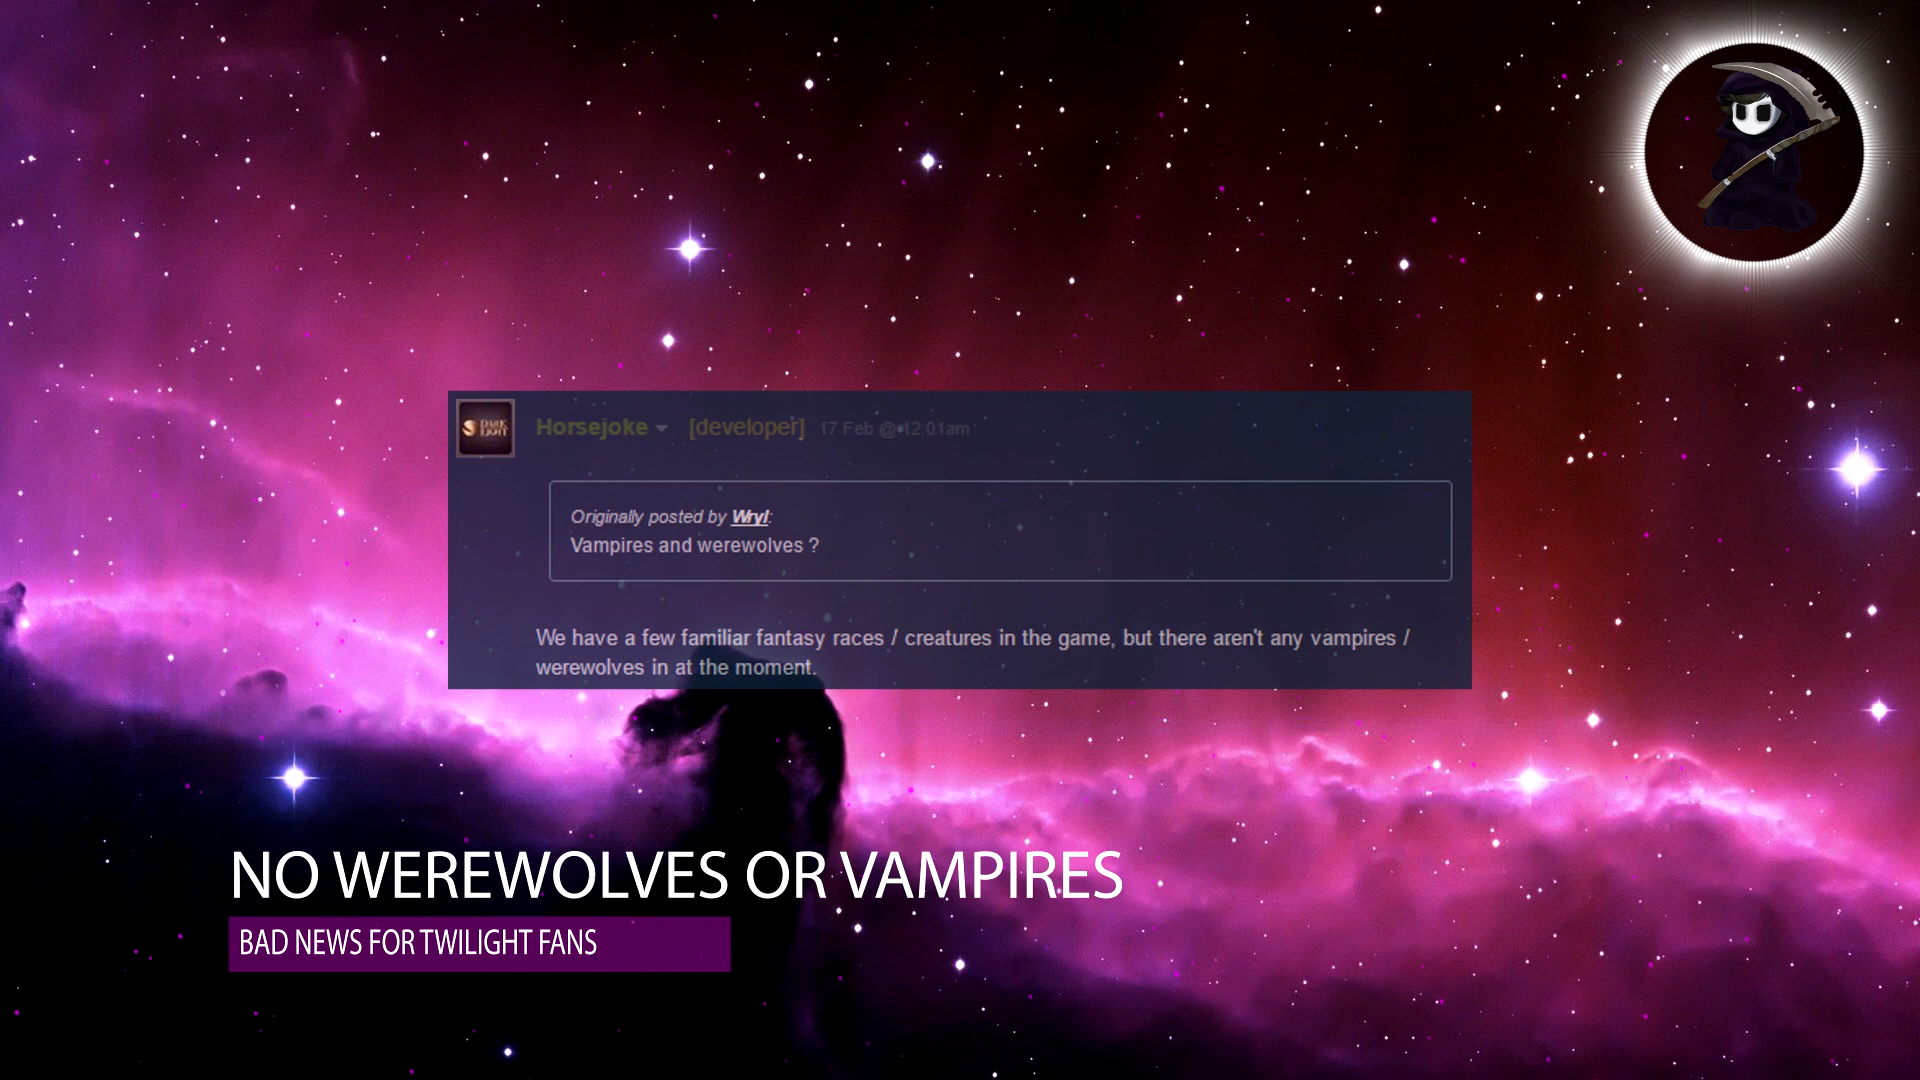 Horsejoke [developer] 17 Feb @ 12:01am
Originally posted by Wryl:
Vampires and werewolves ?
We have a few familiar fantasy races / creatures in the game, but there aren't any vampires /
werewolves in at the moment.
NO WEREWOLVES OR VAMPIRES
BAD NEWS FOR TWILIGHT FANS